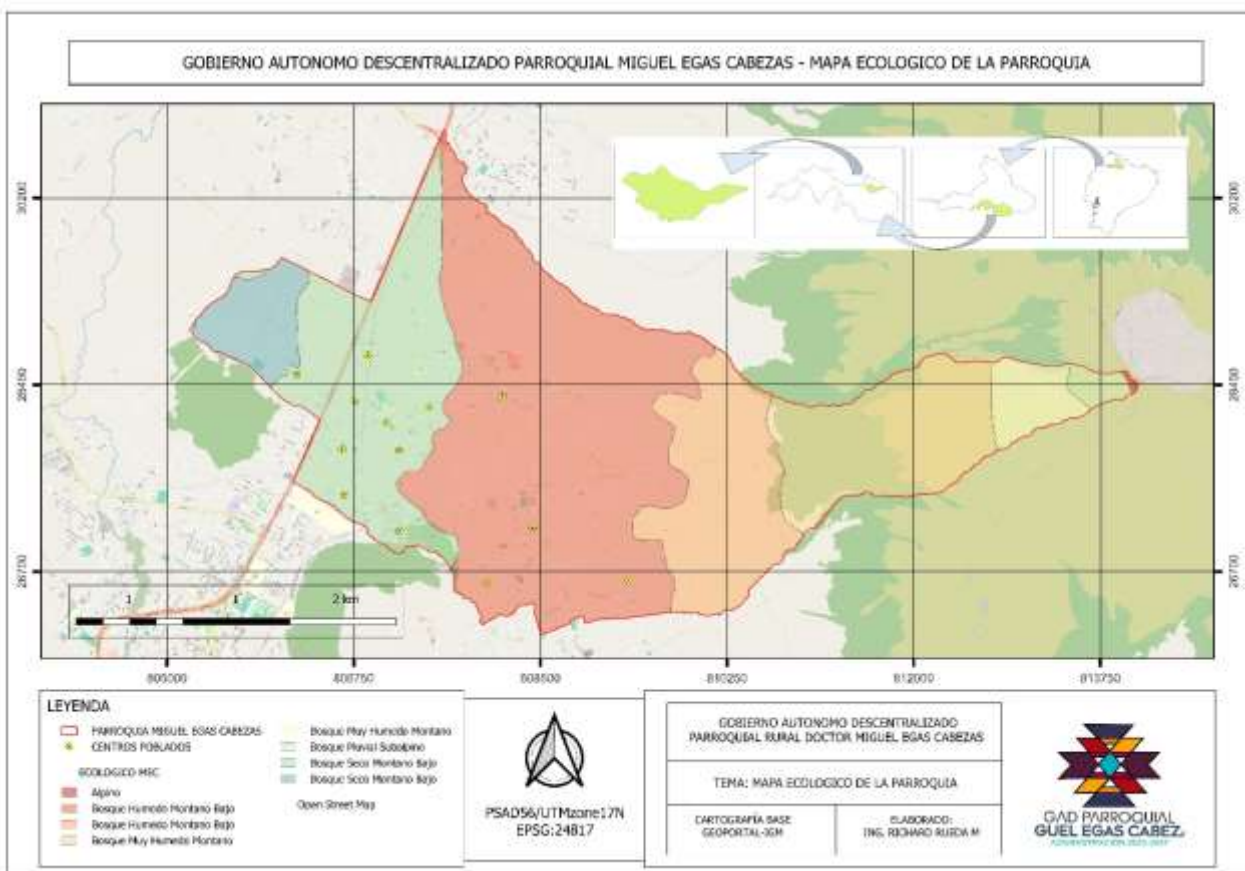 GOBIERNO AUTONOMO DESCENTRALIZADO PARROQUIAL MIGUEL EGAS CABEZAS - MAPA ECOLOGICO DE LA PARROQUIA
30200
30200
28450
28450
26700
26700
1
1
2 km
805000
806750
808500
810250
812000
813750
LEYENDA
PARROQUIA MIGUEL EGAS CABEZAS
CENTROS POBLADOS
ECOLOGICO MEC
Alpino
Bosque Humedo Montano Bajo
Bosque Humedo Montano Bajo
Bosque Muy Humedo Montano
Bosque Muy Humedo Montano
Bosque Pluvial Subalpino
Bosque Seco Montano Bajo
Bosque Seco Montano Bajo
Open Street Map
PSAD56/UTMzone17N
EPSG:24817
GOBIERNO AUTONOMO DESCENTRALIZADO
PARROQUIAL RURAL DOCTOR MIGUEL EGAS CABEZAS
TEMA: MAPA ECOLOGICO DE LA PARROQUIA
CARTOGRAFÍA BASE
GEOPORTAL-IGM
ELABORADO:
ING. RICHARD RUEDA M
GAD PARROQUIAL
GUEL EGAS CABEZ